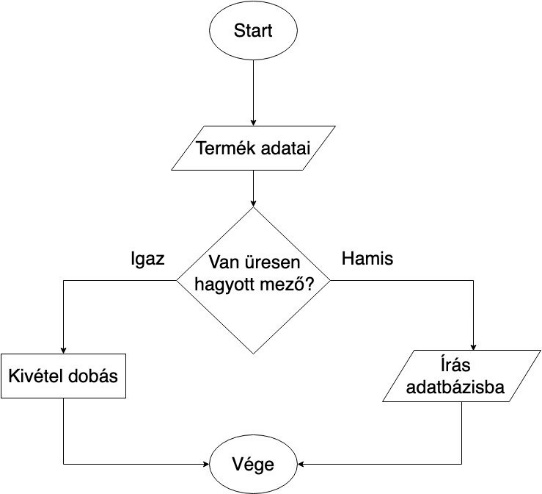 Start
Termék adatai
Igaz
Van üresen
hagyott mező?
Hamis
Kivétel dobás
Írás
adatbázisba
Vége